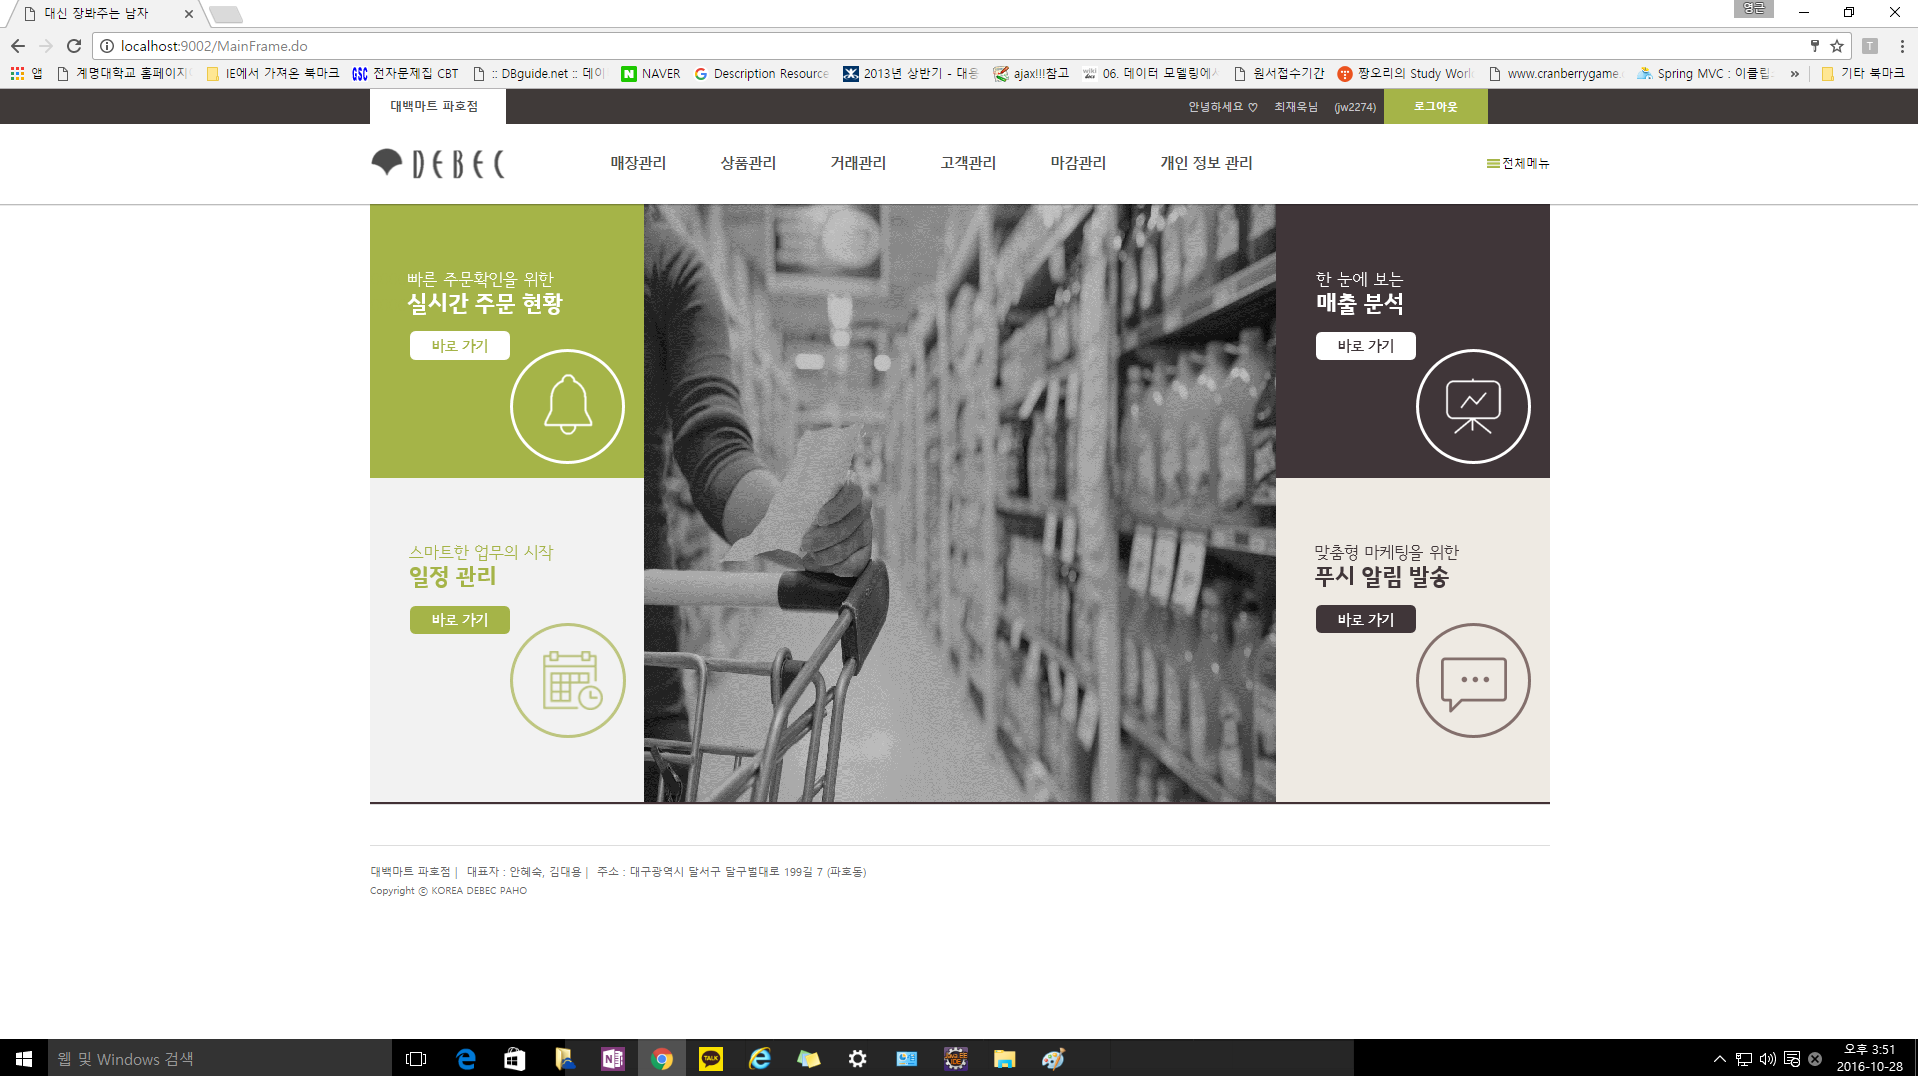 대신 장봐주는 남자
영근
localhost:9002/MainFrame.do
앱 계명대학교 홈페이지 IE에서 가져온 북마크 전자문제집 CBT :: DBguide.net :: 데이 NAVER Description Resource 2013년 상반기 - 대용 ajax!!!참고 06. 데이터 모델링에서 원서접수기간 짱오리의 Study World www.cranberrygame. Spring MVC : 이클립 » 기타 북마크
대백마트 파호점 안녕하세요 ♡ 최재욱님 (jw2274) 로그아웃
DEBEC 매장관리 상품관리 거래관리 고객관리 마감관리 개인 정보 관리 전체메뉴
빠른 주문확인을 위한
실시간 주문 현황
바로 가기
한 눈에 보는
매출 분석
바로 가기
스마트한 업무의 시작
일정 관리
바로 가기
맞춤형 마케팅을 위한
푸시 알림 발송
바로 가기
대백마트 파호점 | 대표자 : 안혜숙, 김대용 | 주소 : 대구광역시 달서구 달구벌대로 199길 7 (파호동)
Copyright ⓒ KOREA DEBEC PAHO
웹 및 Windows 검색
TALK
오후 3:51
2016-10-28